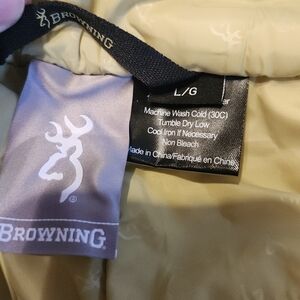 BROWNING
L/G
Machine Wash Cold (30C)
Tumble Dry Low
Cool Iron If Necessary
Non Bleach
Made in China/Fabriqué en Chine
BROWNING